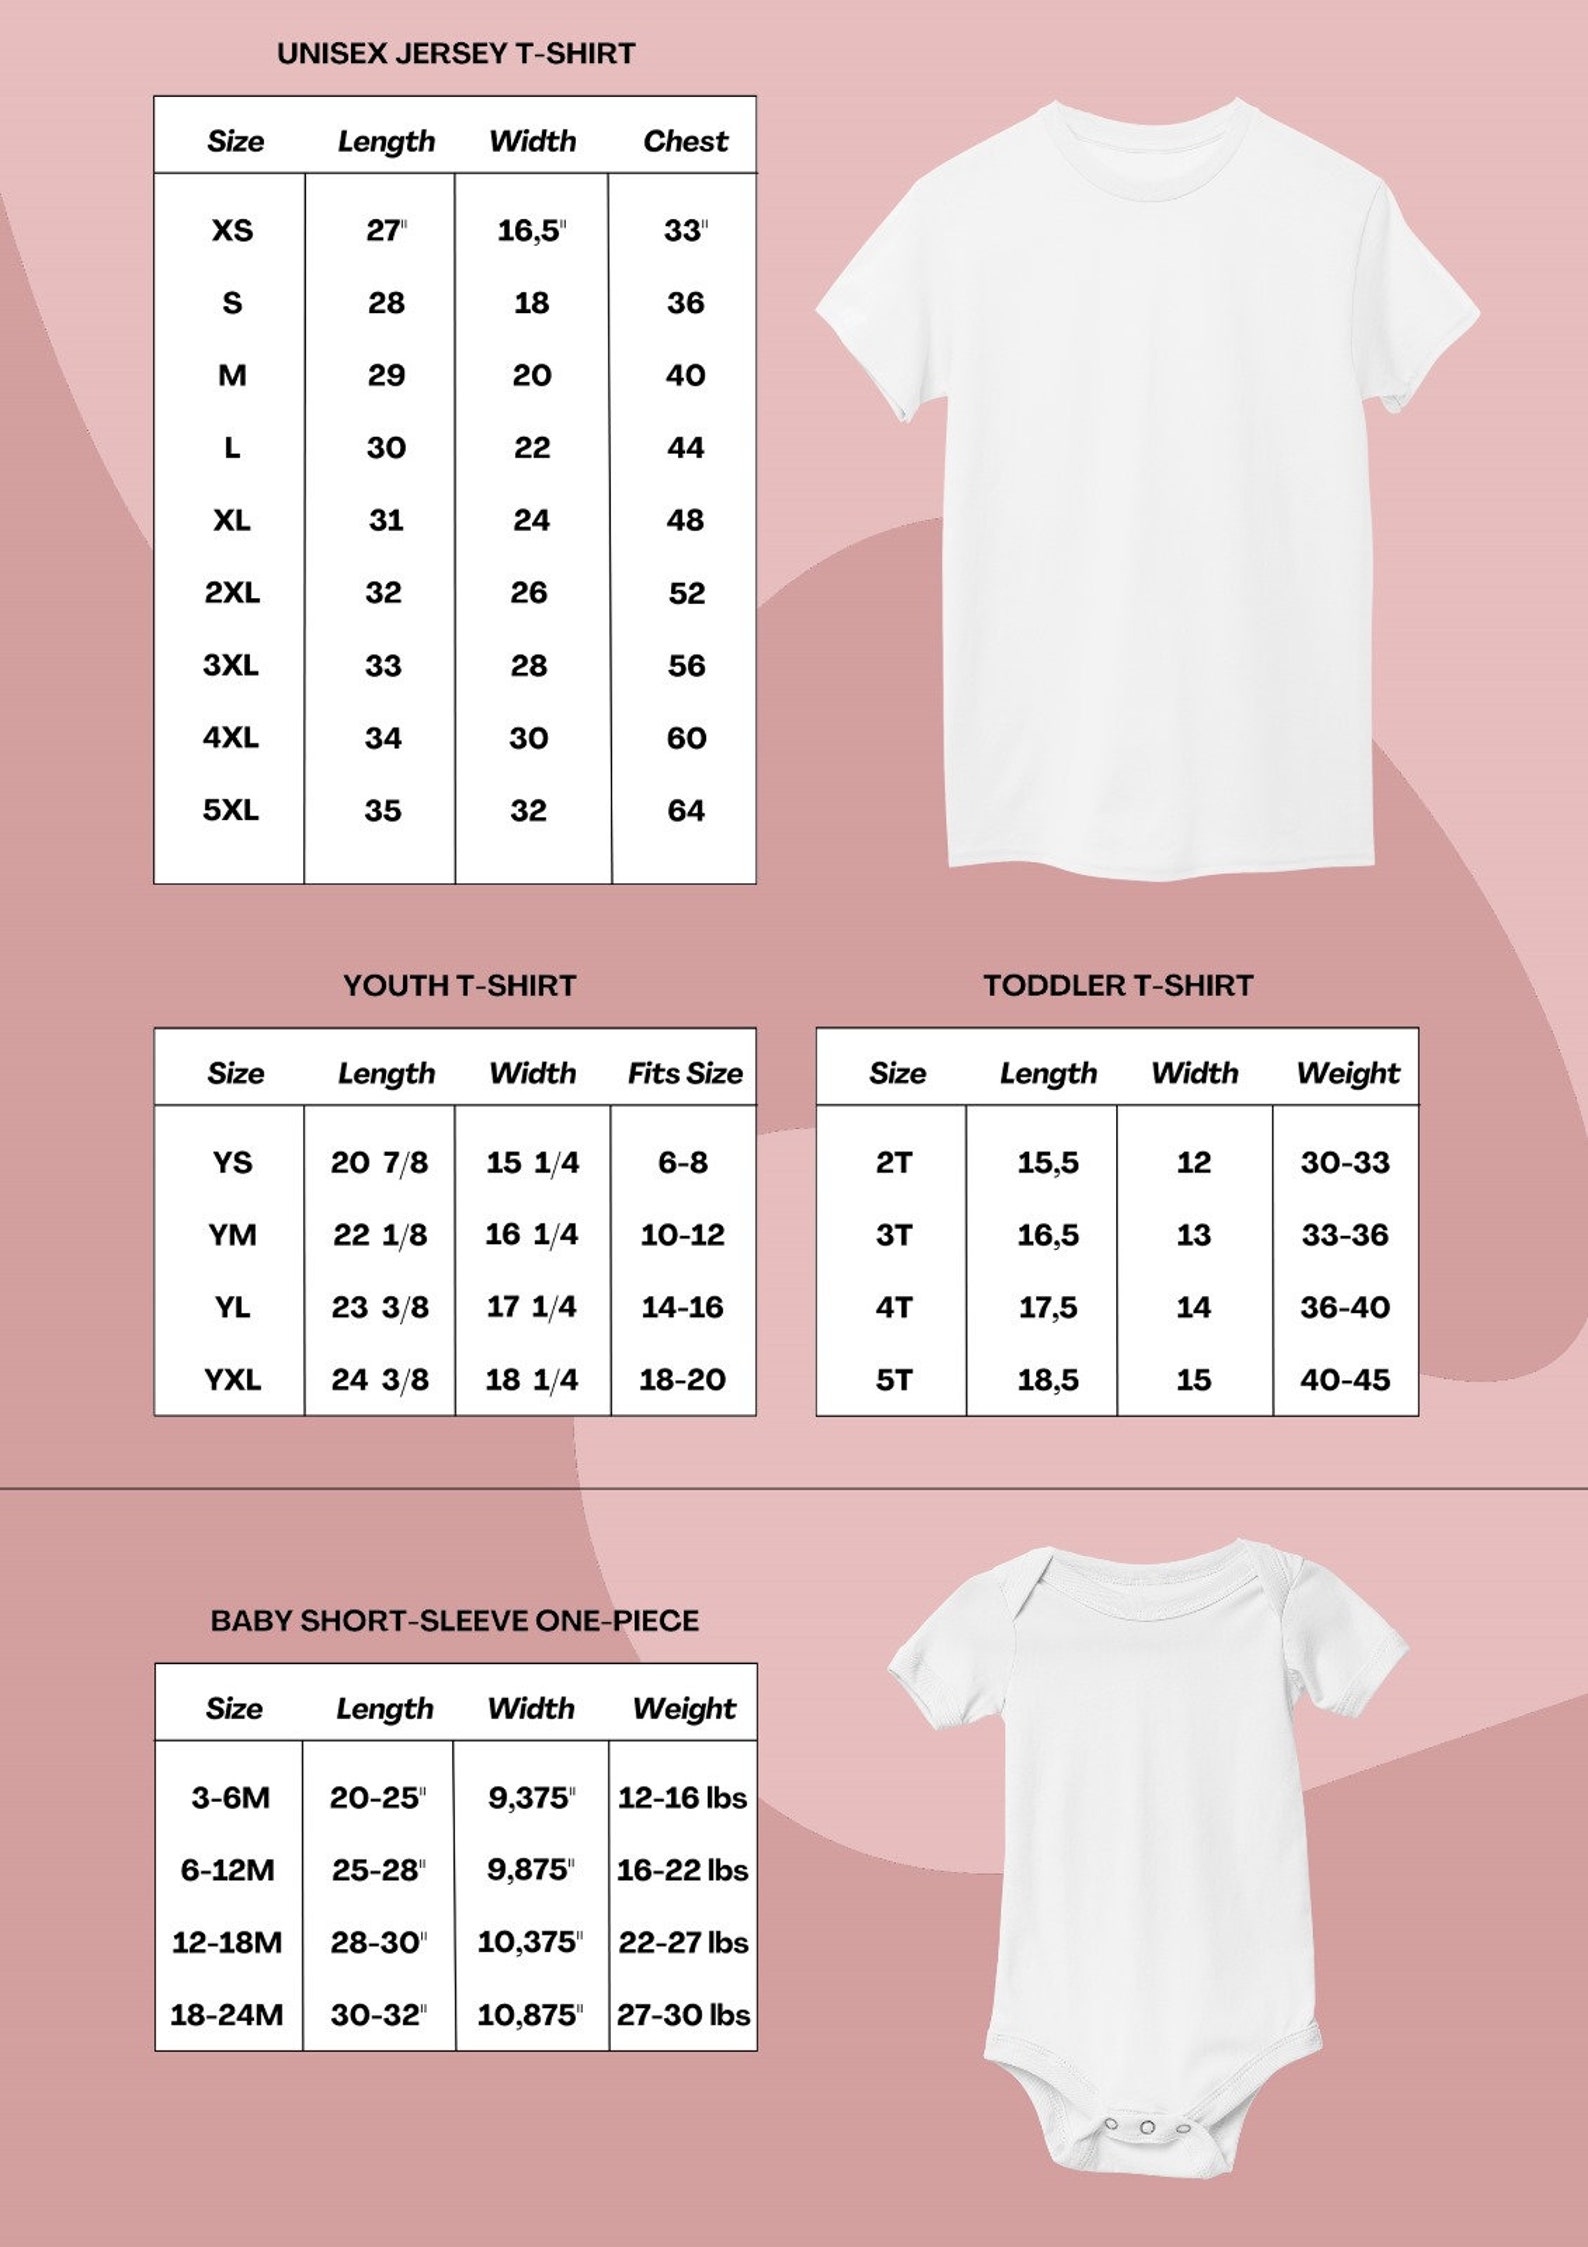 UNISEX JERSEY T-SHIRT
Size Length Width Chest
XS 27" 16,5" 33"
S 28 18 36
M 29 20 40
L 30 22 44
XL 31 24 48
2XL 32 26 52
3XL 33 28 56
4XL 34 30 60
5XL 35 32 64
YOUTH T-SHIRT
Size Length Width Fits Size
YS 20 7/8 15 1/4 6-8
YM 22 1/8 16 1/4 10-12
YL 23 3/8 17 1/4 14-16
YXL 24 3/8 18 1/4 18-20
TODDLER T-SHIRT
Size Length Width Weight
2T 15,5 12 30-33
3T 16,5 13 33-36
4T 17,5 14 36-40
5T 18,5 15 40-45
BABY SHORT-SLEEVE ONE-PIECE
Size Length Width Weight
3-6M 20-25" 9,375" 12-16 lbs
6-12M 25-28" 9,875" 16-22 lbs
12-18M 28-30" 10,375" 22-27 lbs
18-24M 30-32" 10,875" 27-30 lbs